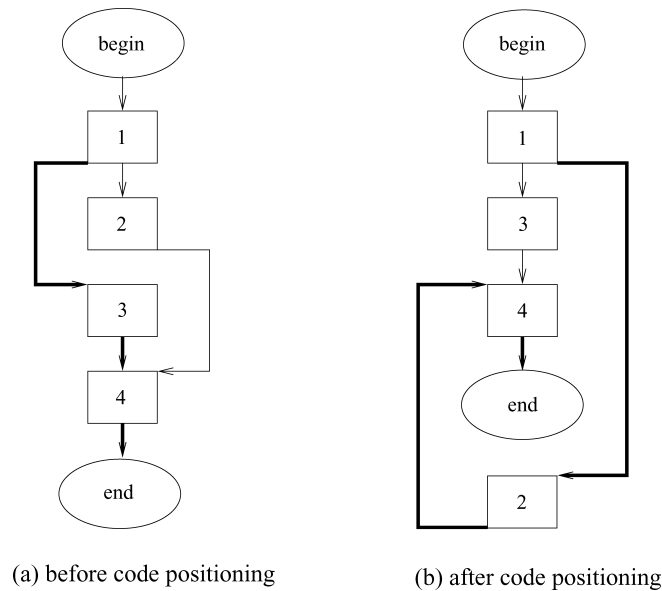 begin
1
2
3
4
end
(a) before code positioning
begin
1
3
4
end
2
(b) after code positioning